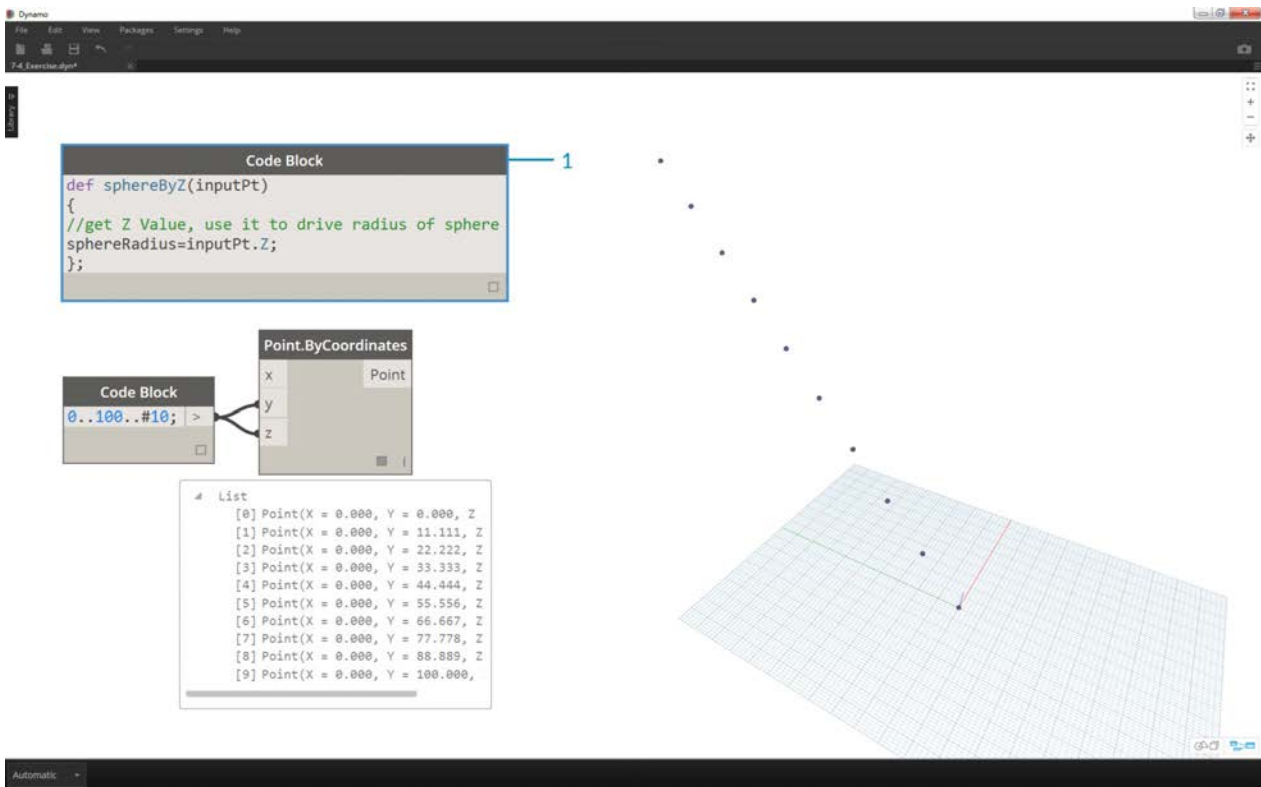 Dynamo
File Edit View Packages Settings Help
7-4_Exercise.dyn*
Library
Code Block
1
def sphereByZ(inputPt)
{
//get Z Value, use it to drive radius of sphere
sphereRadius=inputPt.Z;
};
Point.ByCoordinates
x Point
y
z
Code Block
0..100..#10; >
List
[0] Point(X = 0.000, Y = 0.000, Z
[1] Point(X = 0.000, Y = 11.111, Z
[2] Point(X = 0.000, Y = 22.222, Z
[3] Point(X = 0.000, Y = 33.333, Z
[4] Point(X = 0.000, Y = 44.444, Z
[5] Point(X = 0.000, Y = 55.556, Z
[6] Point(X = 0.000, Y = 66.667, Z
[7] Point(X = 0.000, Y = 77.778, Z
[8] Point(X = 0.000, Y = 88.889, Z
[9] Point(X = 0.000, Y = 100.000,
Automatic